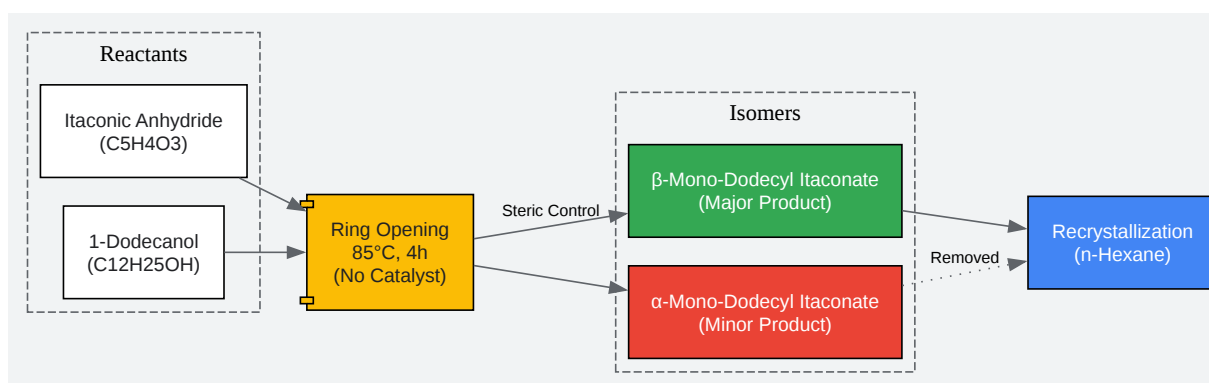 Reactants
Itaconic Anhydride
(C5H4O3)
1-Dodecanol
(C12H25OH)
Ring Opening
85°C, 4h
(No Catalyst)
Steric Control
Isomers
β-Mono-Dodecyl Itaconate
(Major Product)
α-Mono-Dodecyl Itaconate
(Minor Product)
Removed
Recrystallization
(n-Hexane)